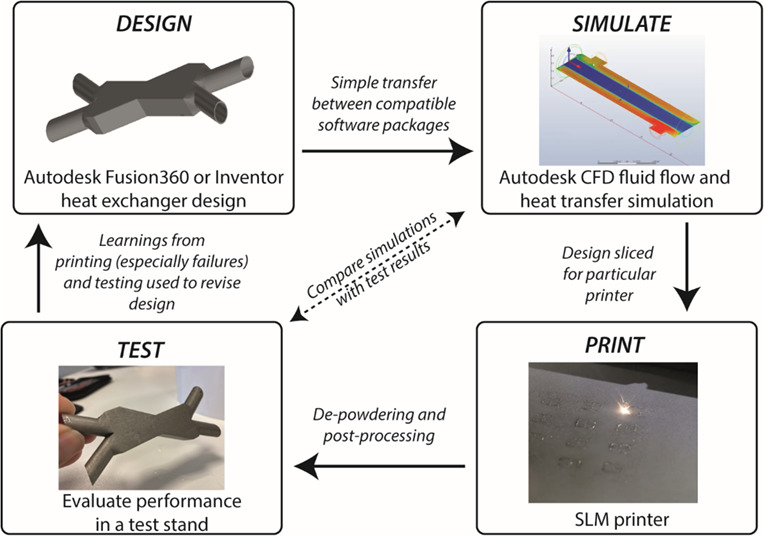 DESIGN
Autodesk Fusion360 or Inventor
heat exchanger design
Simple transfer
between compatible
software packages
SIMULATE
Autodesk CFD fluid flow and
heat transfer simulation
Learnings from
printing (especially failures)
and testing used to revise
design
Compare simulations
with test results
Design sliced
for particular
printer
TEST
Evaluate performance
in a test stand
De-powdering and
post-processing
PRINT
SLM printer